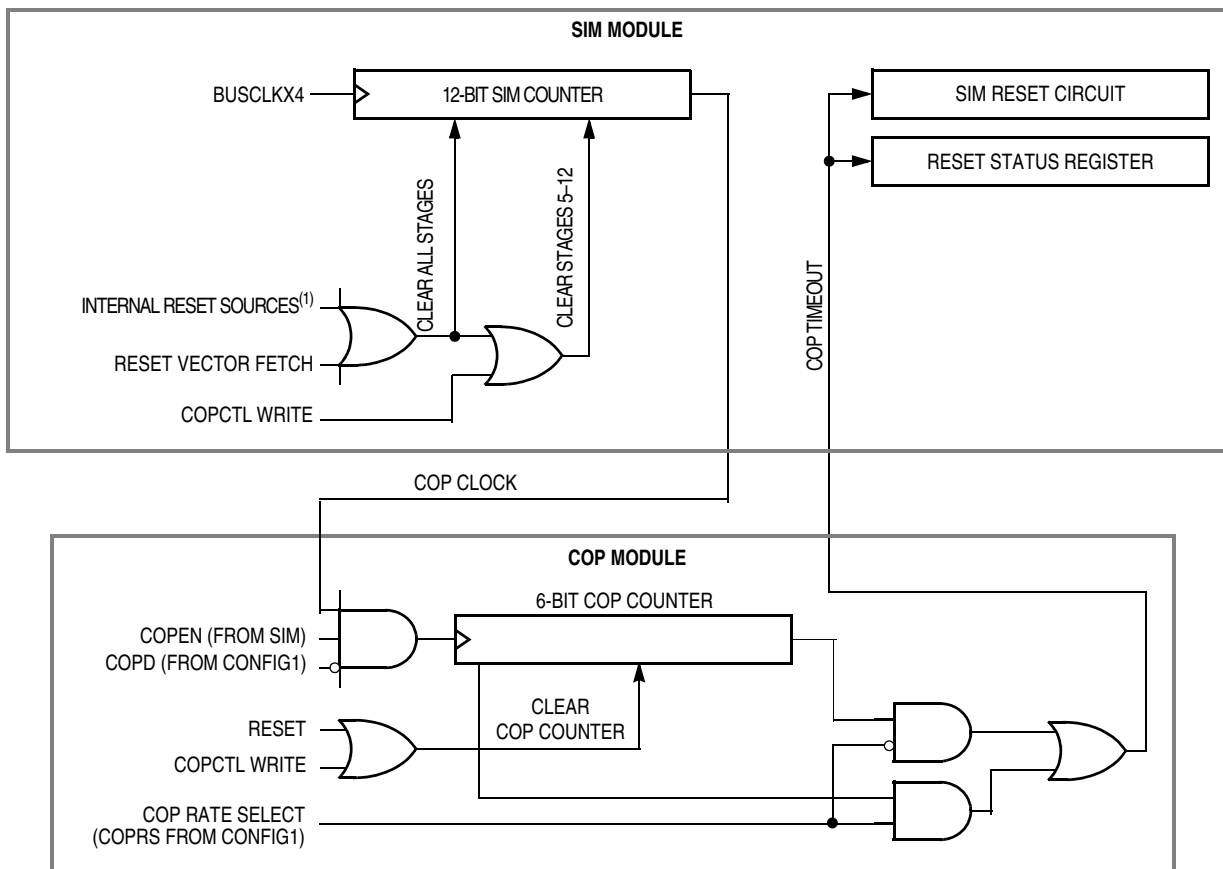 SIM MODULE
BUSCLKX4
12-BIT SIM COUNTER
SIM RESET CIRCUIT
RESET STATUS REGISTER
CLEAR ALL STAGES
CLEAR STAGES 5–12
COP TIMEOUT
INTERNAL RESET SOURCES(1)
RESET VECTOR FETCH
COPCTL WRITE
COP CLOCK
COP MODULE
6-BIT COP COUNTER
COPEN (FROM SIM)
COPD (FROM CONFIG1)
CLEAR
COP COUNTER
RESET
COPCTL WRITE
COP RATE SELECT
(COPRS FROM CONFIG1)